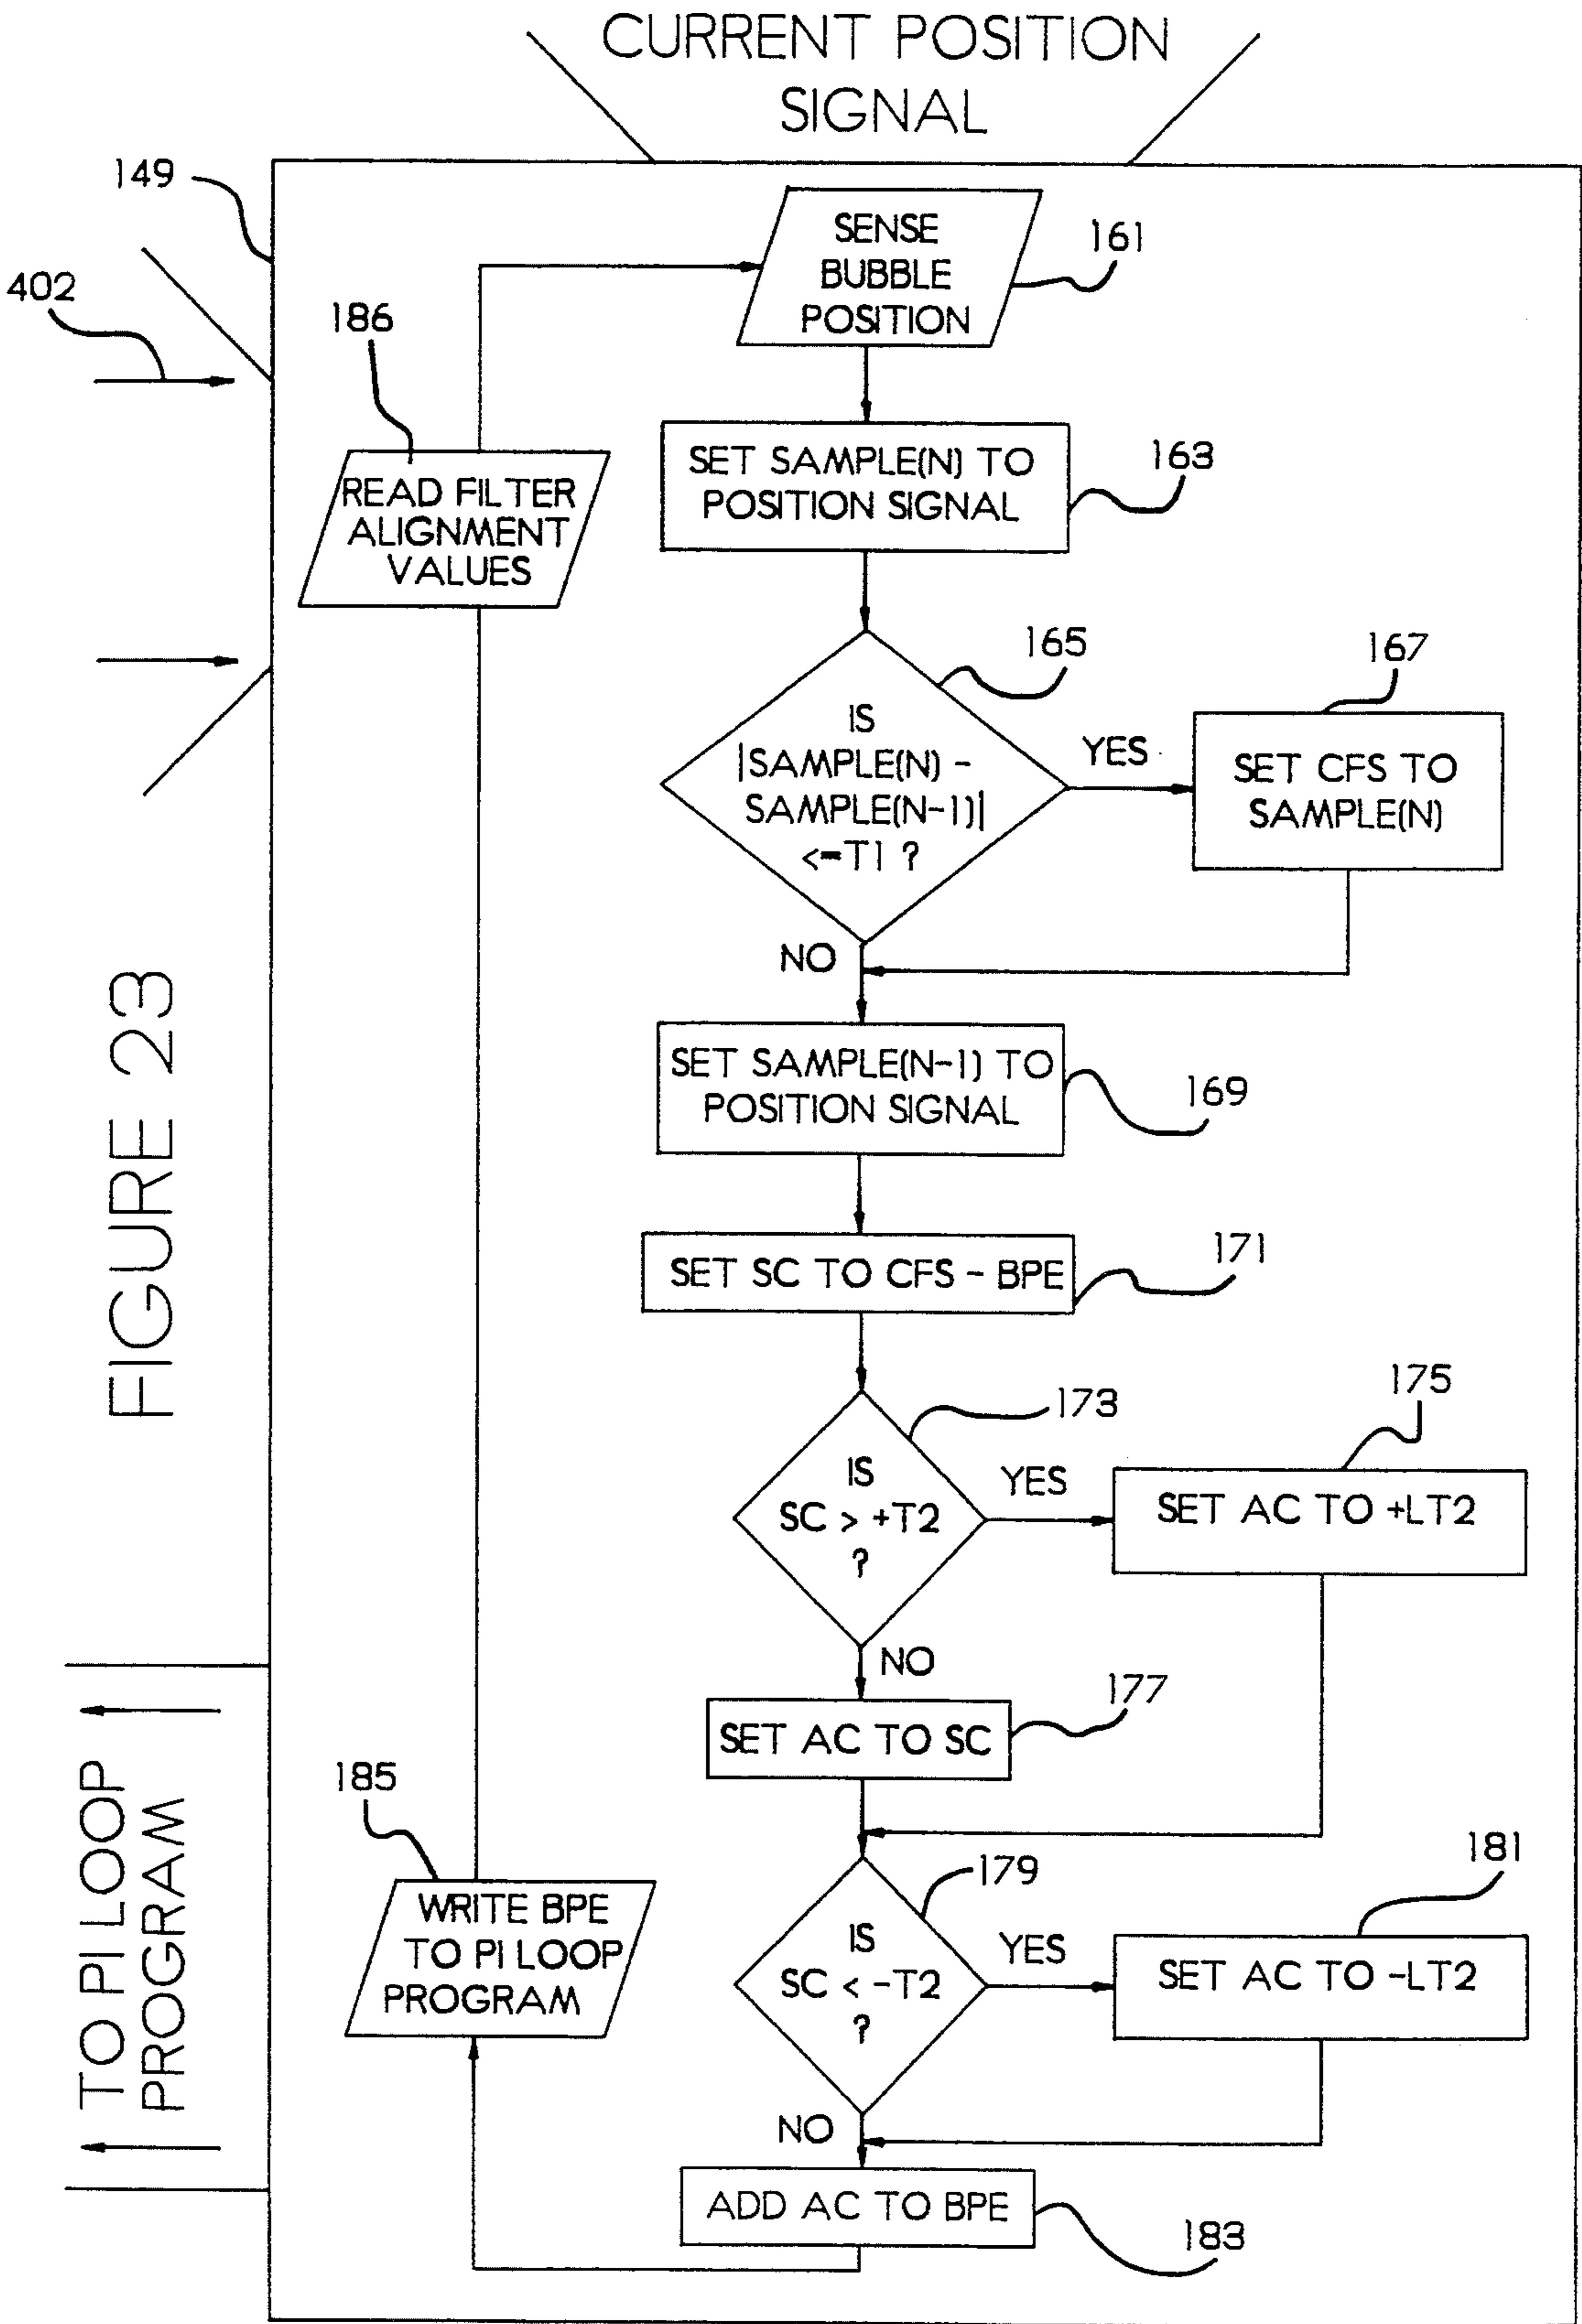 CURRENT POSITION
SIGNAL
149
402
SENSE
BUBBLE
POSITION
161
186
READ FILTER
ALIGNMENT
VALUES
SET SAMPLE(N) TO
POSITION SIGNAL
163
165
IS
|SAMPLE(N) -
SAMPLE(N-1)|
<=T1 ?
YES
167
SET CFS TO
SAMPLE(N)
NO
SET SAMPLE(N-1) TO
POSITION SIGNAL
169
SET SC TO CFS - BPE
171
173
IS
SC > +T2
?
YES
175
SET AC TO +LT2
NO
SET AC TO SC
177
179
IS
SC < -T2
?
YES
181
SET AC TO -LT2
NO
ADD AC TO BPE
183
185
WRITE BPE
TO PI LOOP
PROGRAM
TO PI LOOP
PROGRAM
FIGURE 23